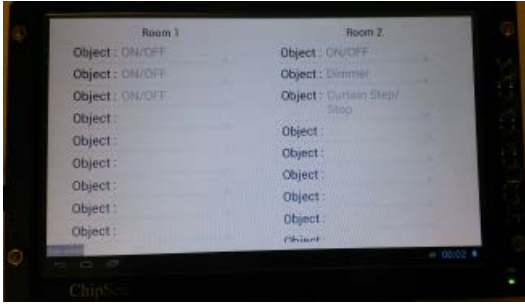 Room 1
Object : ON/OFF
Object : ON/OFF
Object : ON/OFF
Object :
Object :
Object :
Object :
Object :
Object :
Room 2
Object : ON/OFF
Object : Dimmer
Object : Curtain Step/
Stop
Object :
Object :
Object :
Object :
Object :
Object
00:02
ChipSee